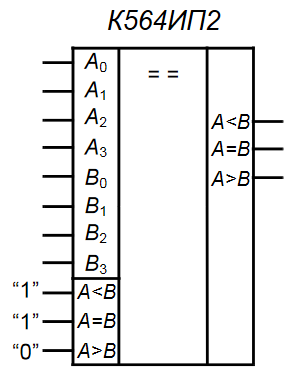 К564ИП2
A0
= =
A1
A2
A<B
A3
A=B
B0
A>B
B1
B2
B3
"1" A<B
"1" A=B
"0" A>B